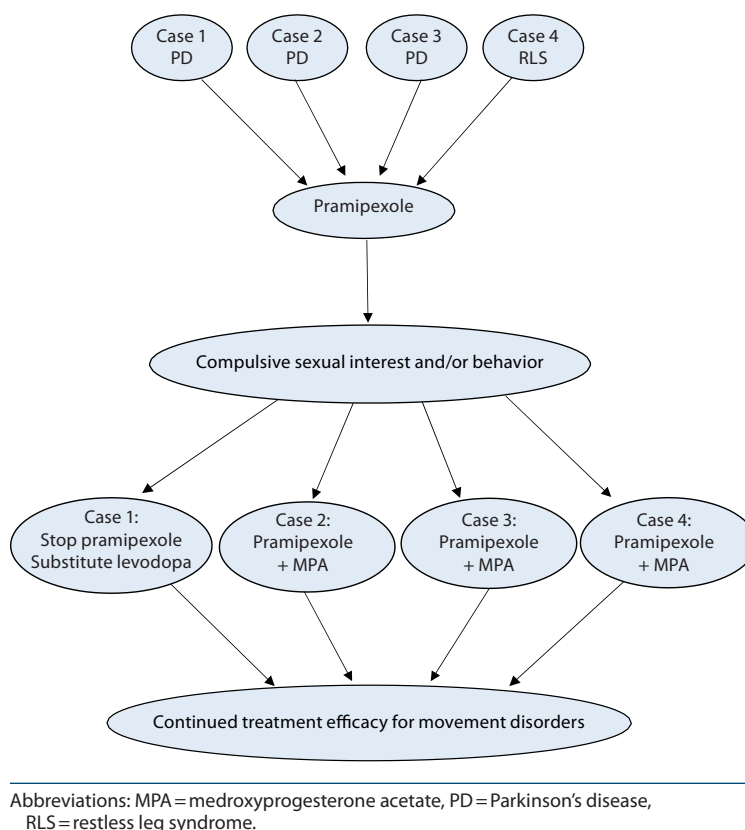 Case 1
PD
Case 2
PD
Case 3
PD
Case 4
RLS
Pramipexole
Compulsive sexual interest and/or behavior
Case 1:
Stop pramipexole
Substitute levodopa
Case 2:
Pramipexole
+ MPA
Case 3:
Pramipexole
+ MPA
Case 4:
Pramipexole
+ MPA
Continued treatment efficacy for movement disorders
Abbreviations: MPA = medroxyprogesterone acetate, PD = Parkinson’s disease,
RLS = restless leg syndrome.